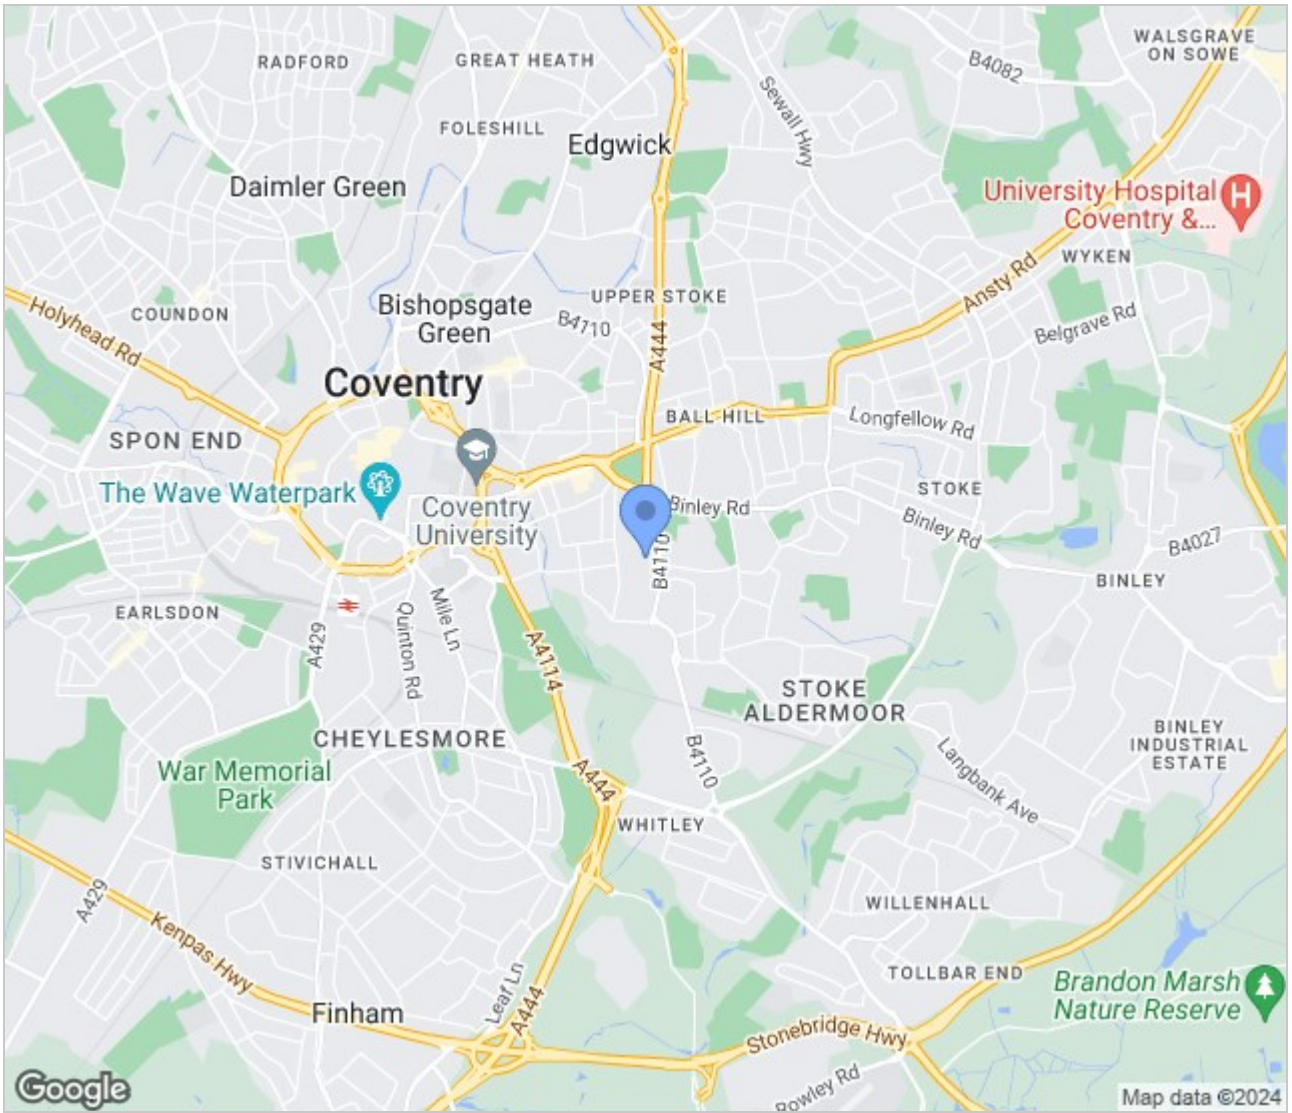 WALSGRAVE
ON SOWE
RADFORD
GREAT HEATH
B4082
Sewall Hwy
FOLESHILL
Edgwick
Daimler Green
University Hospital
Coventry &...
WYKEN
Ansty Rd
Holyhead Rd
COUNDON
Bishopsgate
Green
UPPER STOKE
B4110
A444
Belgrave Rd
Coventry
BALL HILL
Longfellow Rd
SPON END
The Wave Waterpark
Coventry
University
STOKE
Binley Rd
Binley Rd
B4027
B4110
BINLEY
EARLSDON
A429
Quinton Rd
Mile Ln
A4114
STOKE
ALDERMOOR
CHEYLESMORE
BINLEY
INDUSTRIAL
ESTATE
War Memorial
Park
A444
B4110
Langbank Ave
WHITLEY
STIVICHALL
A429
WILLENHALL
Kenpas Hwy
TOLLBAR END
Brandon Marsh
Nature Reserve
Leaf Ln
Finham
A444
Stonebridge Hwy
Rowley Rd
Google
Map data ©2024
H